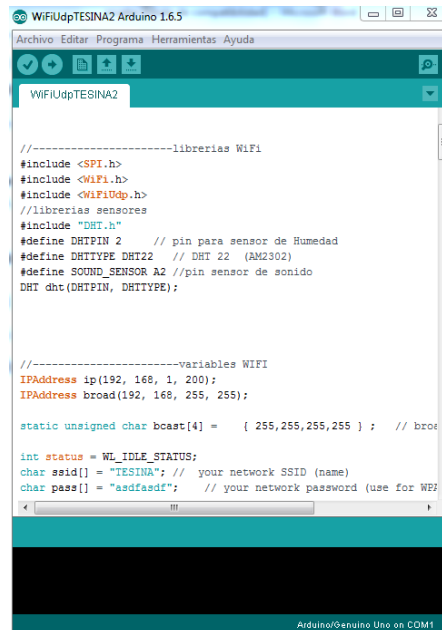 WiFiUdpTESINA2 Arduino 1.6.5
Archivo Editar Programa Herramientas Ayuda
WiFiUdpTESINA2
//----------------------librerias WiFi
#include <SPI.h>
#include <WiFi.h>
#include <WiFiUdp.h>
//librerias sensores
#include "DHT.h"
#define DHTPIN 2     // pin para sensor de Humedad
#define DHTTYPE DHT22   // DHT 22  (AM2302)
#define SOUND_SENSOR A2 //pin sensor de sonido
DHT dht(DHTPIN, DHTTYPE);
//-----------------------variables WIFI
IPAddress ip(192, 168, 1, 200);
IPAddress broad(192, 168, 255, 255);
static unsigned char bcast[4] =    { 255,255,255,255 } ;   // broa
int status = WL_IDLE_STATUS;
char ssid[] = "TESINA"; //  your network SSID (name)
char pass[] = "asdfasdf";    // your network password (use for WPA
Arduino/Genuino Uno on COM1